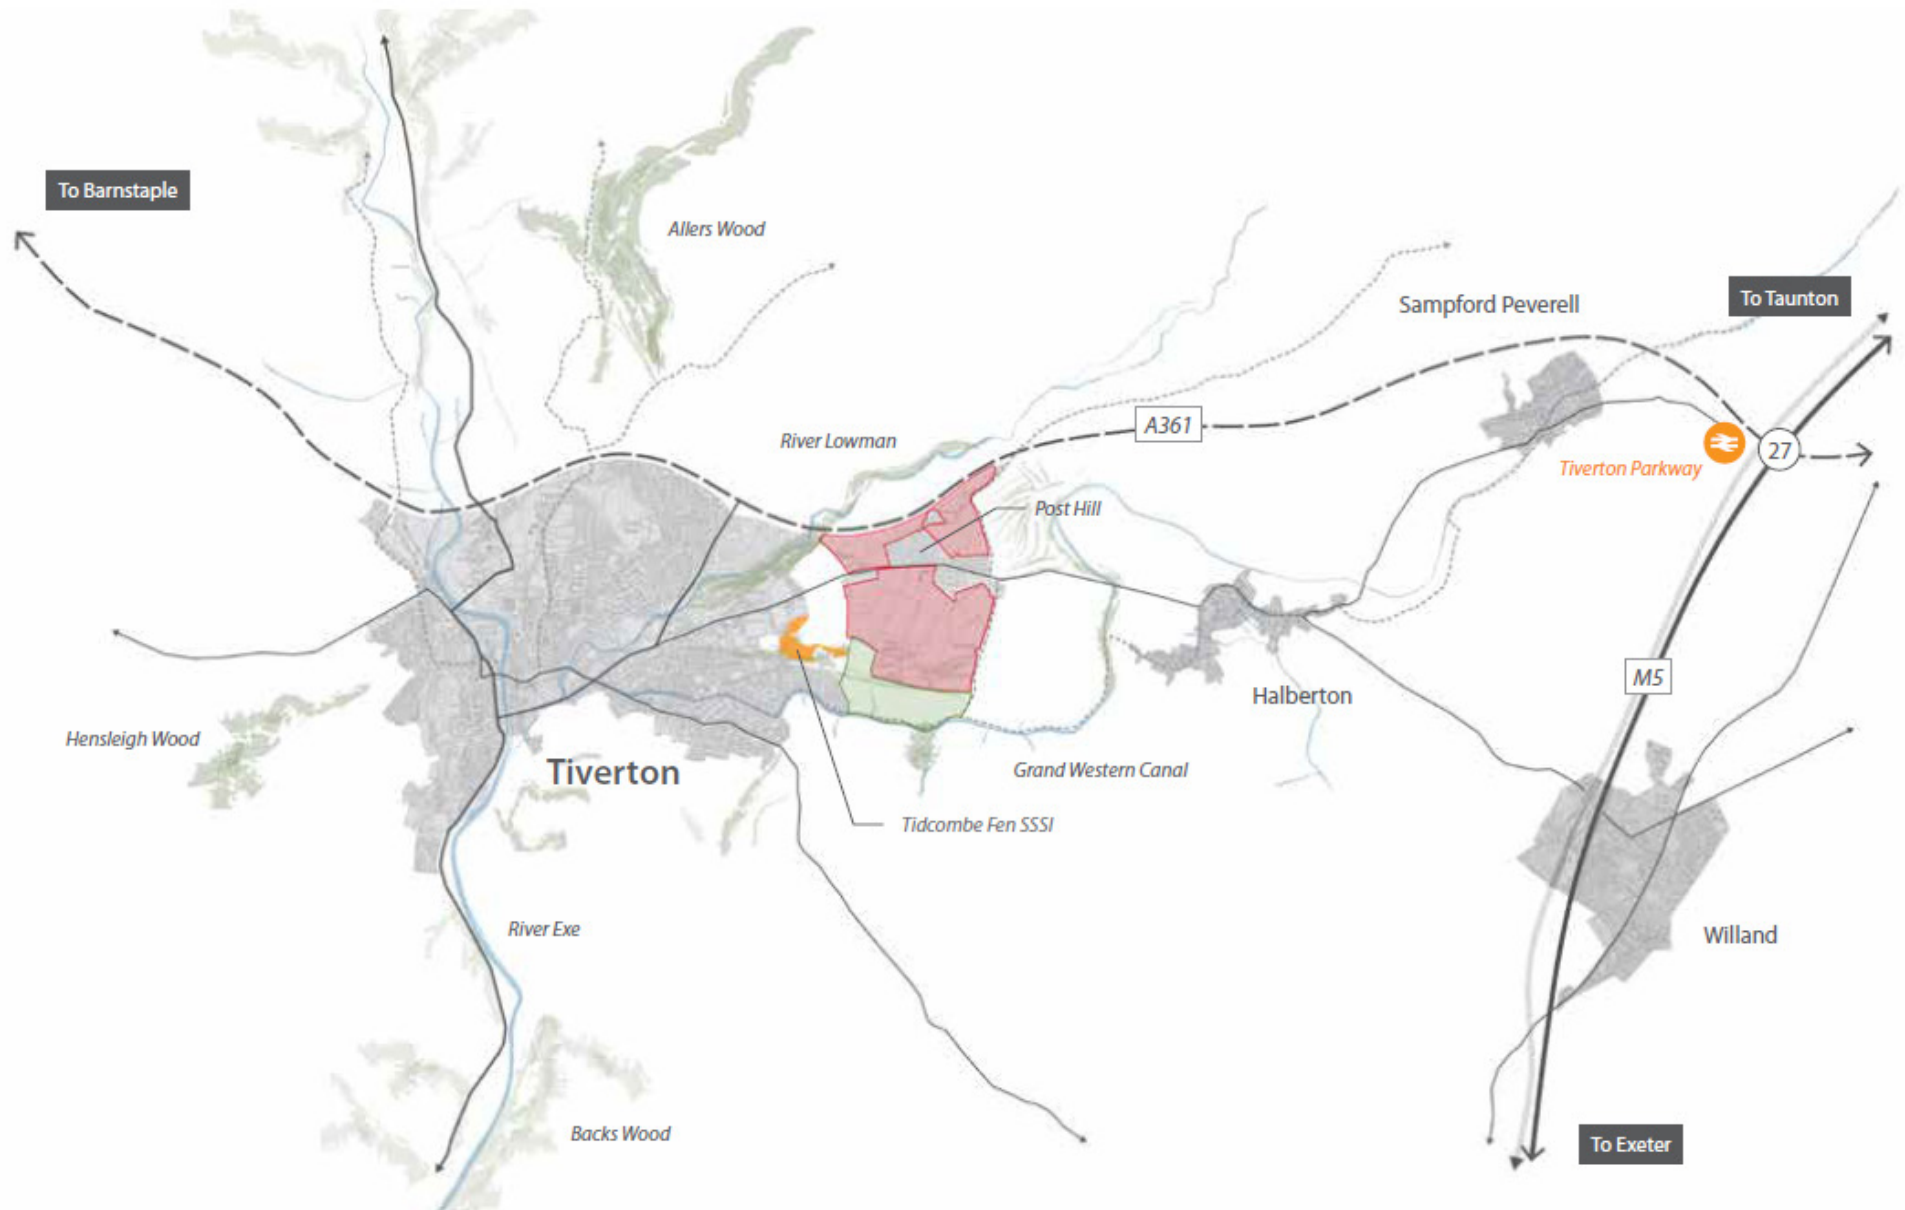 To Barnstaple
Allers Wood
To Taunton
Sampford Peverell
A361
River Lowman
27
Tiverton Parkway
Post Hill
M5
Halberton
Hensleigh Wood
Tiverton
Grand Western Canal
Tidcombe Fen SSSI
River Exe
Willand
Backs Wood
To Exeter